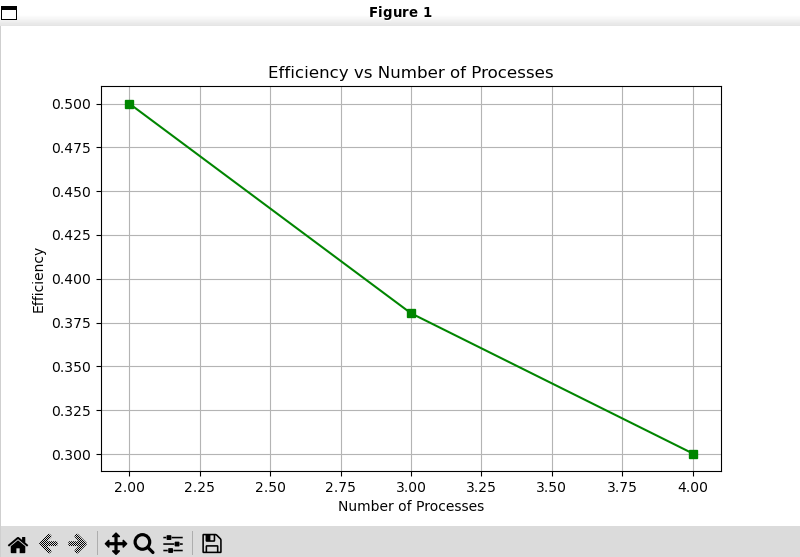 Figure 1
Efficiency vs Number of Processes
0.500
0.475
0.450
0.425
0.400
0.375
0.350
0.325
0.300
Efficiency
2.00 2.25 2.50 2.75 3.00 3.25 3.50 3.75 4.00
Number of Processes